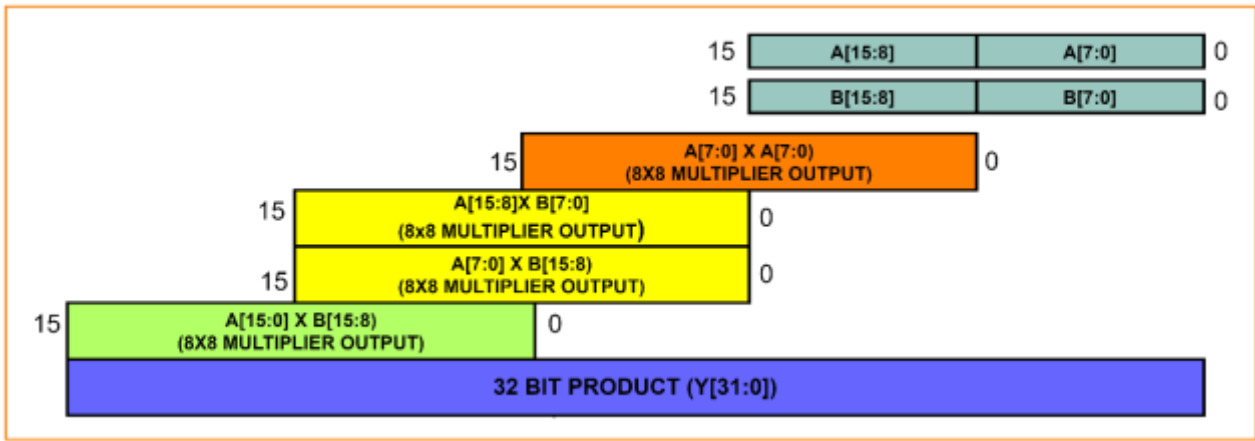 15 A[15:8] A[7:0] 0
15 B[15:8] B[7:0] 0
15 A[7:0] X A[7:0) 0
(8X8 MULTIPLIER OUTPUT)
15 A[15:8]X B[7:0] 0
(8x8 MULTIPLIER OUTPUT)
15 A[7:0] X B[15:8) 0
(8X8 MULTIPLIER OUTPUT)
15 A[15:0] X B[15:8) 0
(8X8 MULTIPLIER OUTPUT)
32 BIT PRODUCT (Y[31:0])